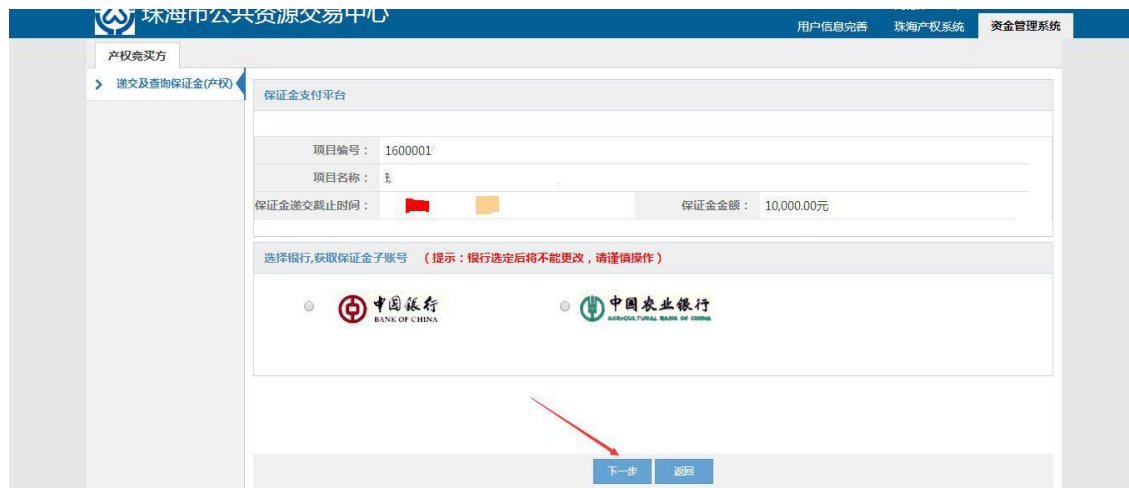 珠海市公共资源交易中心
用户信息完善 珠海产权系统 资金管理系统
产权竞买方
递交及查询保证金(产权)
保证金支付平台
项目编号： 1600001
项目名称：
保证金递交截止时间： 保证金金额： 10,000.00元
选择银行,获取保证金子账号 （提示：银行选定后将不能更改，请谨慎操作）
中国银行 中国农业银行
BANK OF CHINA AGRICULTURAL BANK OF CHINA
下一步 返回